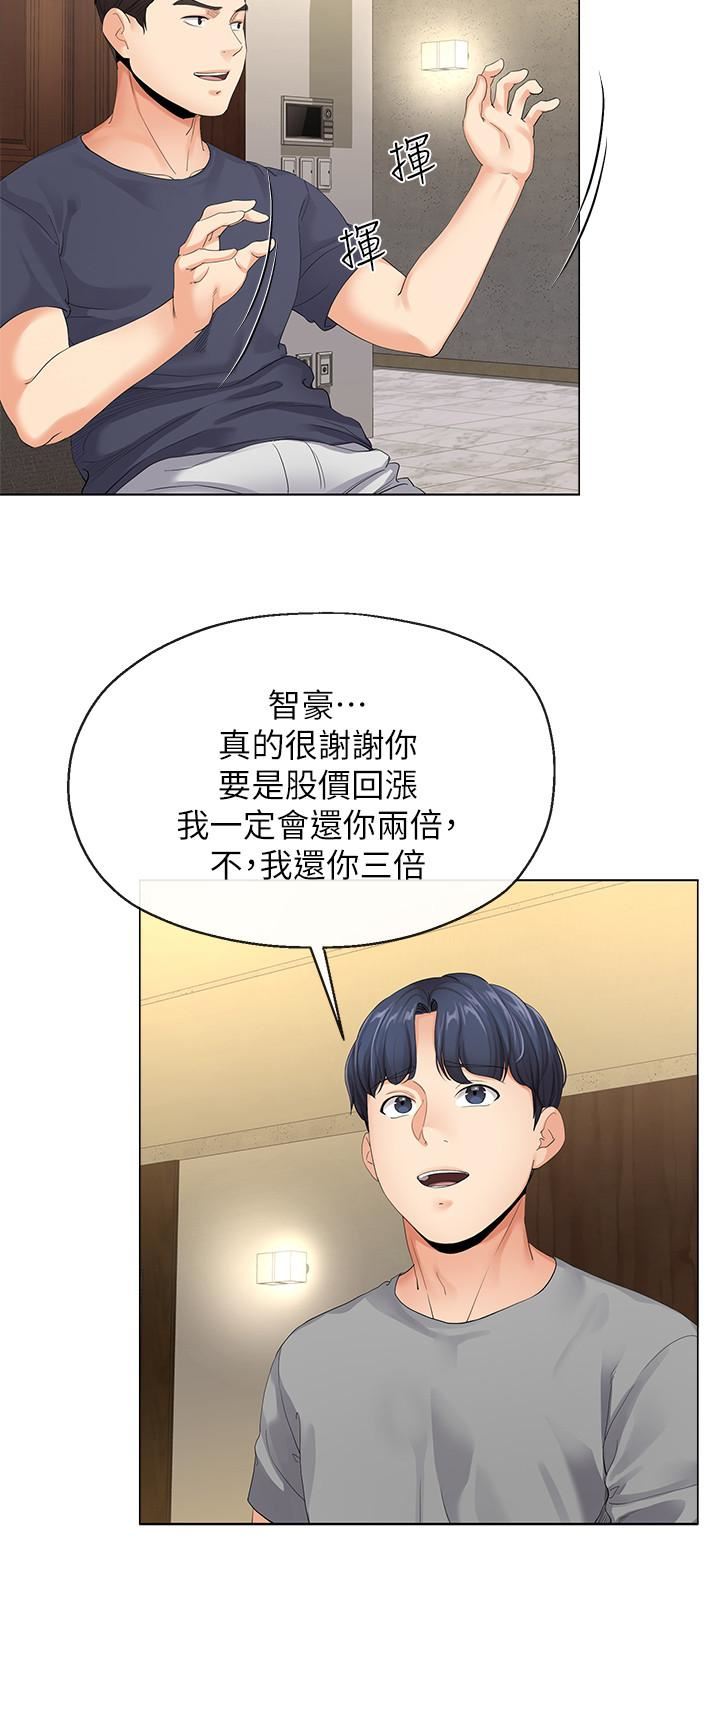 揮
揮
智豪…
真的很謝謝你
要是股價回漲
我一定會還你兩倍，
不，我還你三倍